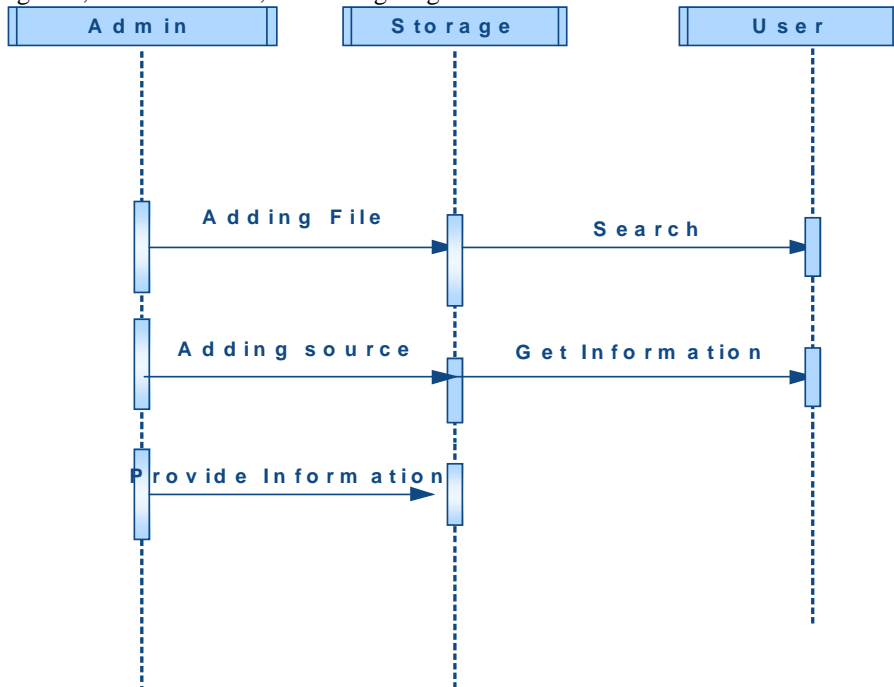 Admin Storage User
Adding File
Search
Adding source
Get Information
Provide Information